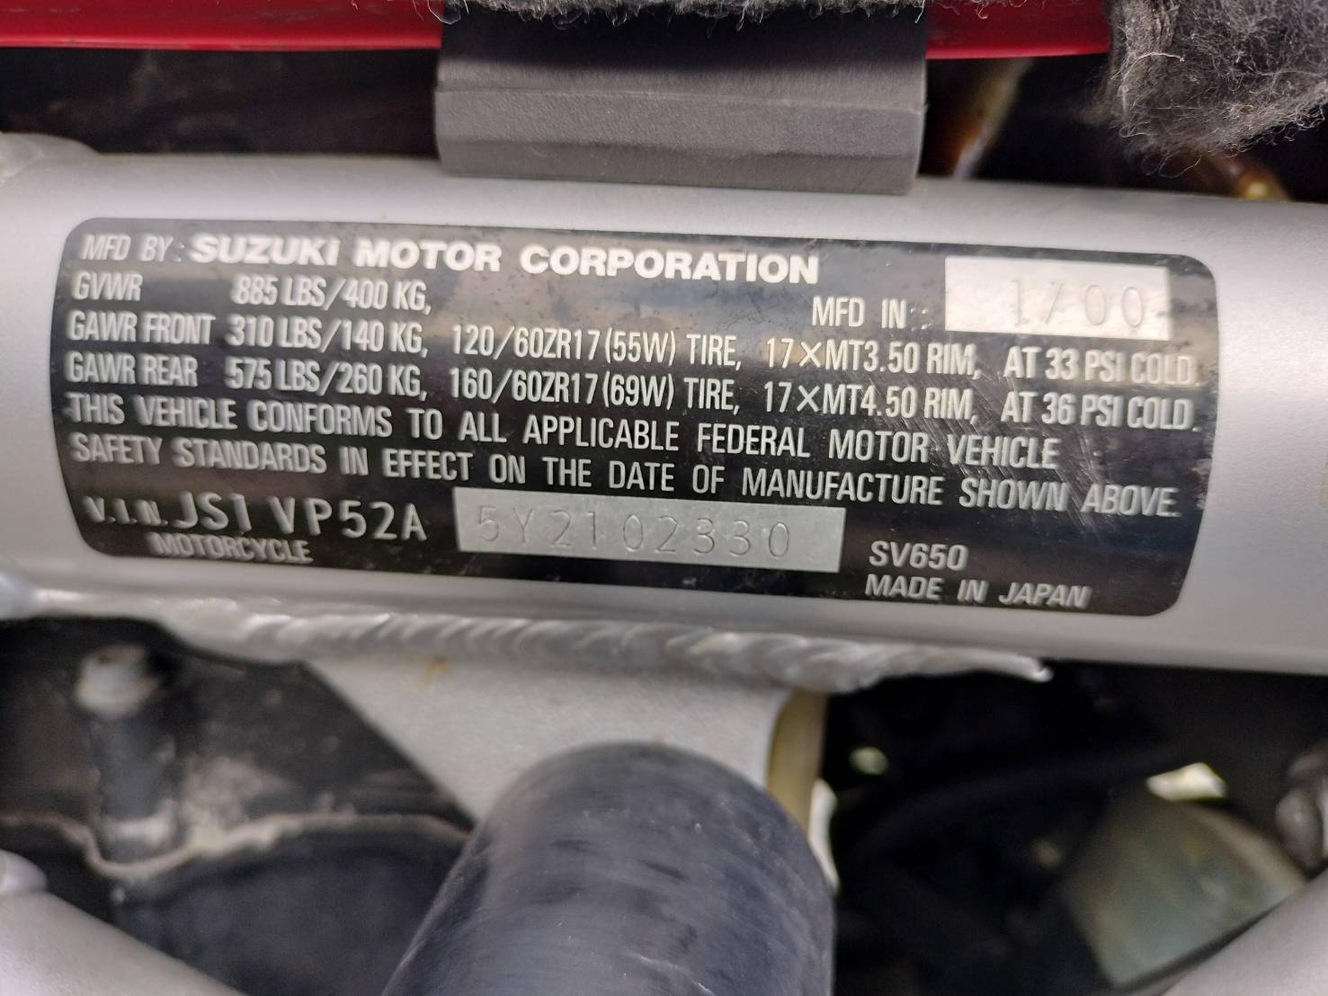 MFD BY: SUZUKI MOTOR CORPORATION
GVWR 885 LBS/400 KG, MFD IN: 1/00
GAWR FRONT 310 LBS/140 KG, 120/60ZR17(55W) TIRE, 17×MT3.50 RIM, AT 33 PSI COLD.
GAWR REAR 575 LBS/260 KG, 160/60ZR17(69W) TIRE, 17×MT4.50 RIM, AT 36 PSI COLD.
THIS VEHICLE CONFORMS TO ALL APPLICABLE FEDERAL MOTOR VEHICLE
SAFETY STANDARDS IN EFFECT ON THE DATE OF MANUFACTURE SHOWN ABOVE.
V.I.N. JS1VP52A 5Y2102330 SV650
MOTORCYCLE MADE IN JAPAN